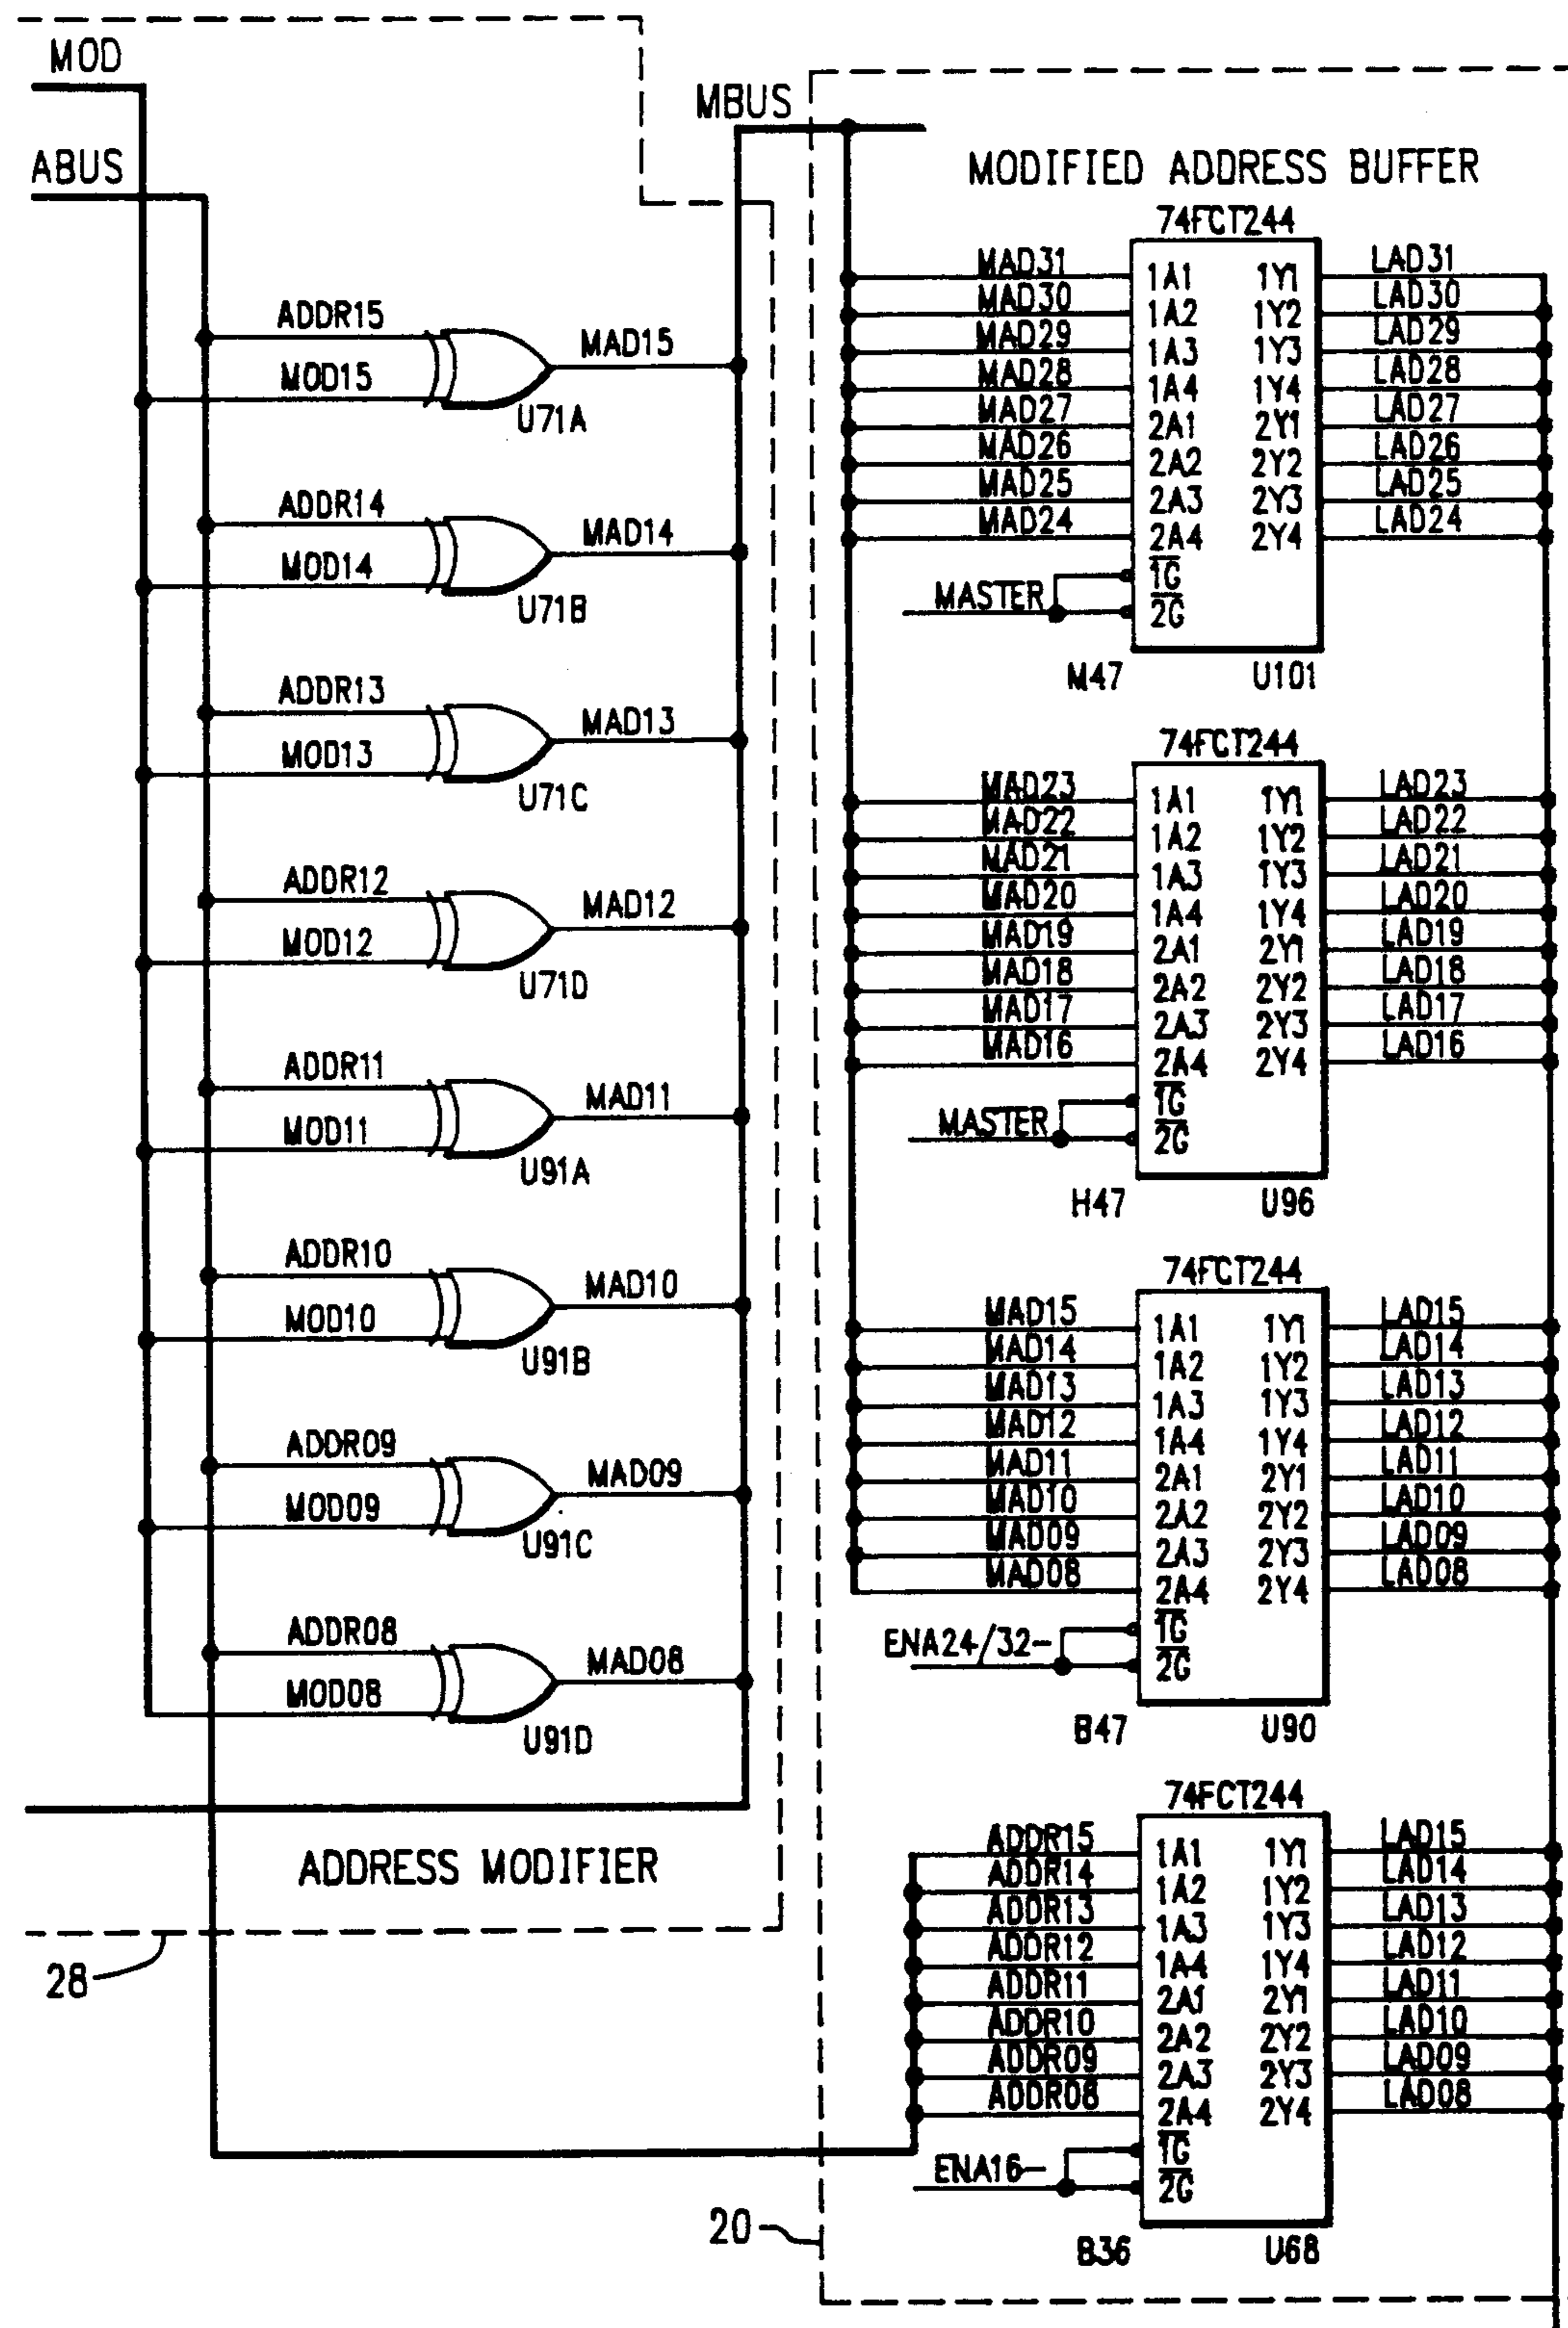 MOD
ABUS
ADDR15
MOD15
MAD15
U71A
ADDR14
MOD14
MAD14
U71B
ADDR13
MOD13
MAD13
U71C
ADDR12
MOD12
MAD12
U71D
ADDR11
MOD11
MAD11
U91A
ADDR10
MOD10
MAD10
U91B
ADDR09
MOD09
MAD09
U91C
ADDR08
MOD08
MAD08
U91D
ADDRESS MODIFIER
28
MBUS
MODIFIED ADDRESS BUFFER
74FCT244
MAD31 1A1 1Y1 LAD31
MAD30 1A2 1Y2 LAD30
MAD29 1A3 1Y3 LAD29
MAD28 1A4 1Y4 LAD28
MAD27 2A1 2Y1 LAD27
MAD26 2A2 2Y2 LAD26
MAD25 2A3 2Y3 LAD25
MAD24 2A4 2Y4 LAD24
1G
MASTER 2G
M47 U101
74FCT244
MAD23 1A1 1Y1 LAD23
MAD22 1A2 1Y2 LAD22
MAD21 1A3 1Y3 LAD21
MAD20 1A4 1Y4 LAD20
MAD19 2A1 2Y1 LAD19
MAD18 2A2 2Y2 LAD18
MAD17 2A3 2Y3 LAD17
MAD16 2A4 2Y4 LAD16
1G
MASTER 2G
H47 U96
74FCT244
MAD15 1A1 1Y1 LAD15
MAD14 1A2 1Y2 LAD14
MAD13 1A3 1Y3 LAD13
MAD12 1A4 1Y4 LAD12
MAD11 2A1 2Y1 LAD11
MAD10 2A2 2Y2 LAD10
MAD09 2A3 2Y3 LAD09
MAD08 2A4 2Y4 LAD08
1G
ENA24/32- 2G
B47 U90
74FCT244
ADDR15 1A1 1Y1 LAD15
ADDR14 1A2 1Y2 LAD14
ADDR13 1A3 1Y3 LAD13
ADDR12 1A4 1Y4 LAD12
ADDR11 2A1 2Y1 LAD11
ADDR10 2A2 2Y2 LAD10
ADDR09 2A3 2Y3 LAD09
ADDR08 2A4 2Y4 LAD08
1G
ENA16- 2G
B36 U68
20